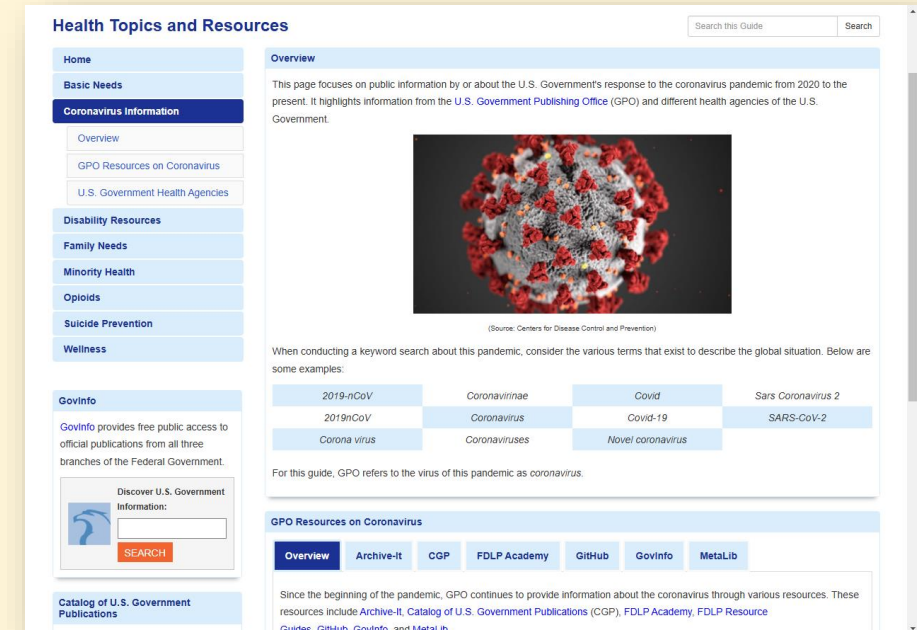 Health Topics and Resources
Search this Guide
Search
Home
Basic Needs
Coronavirus Information
Overview
GPO Resources on Coronavirus
U.S. Government Health Agencies
Disability Resources
Family Needs
Minority Health
Opioids
Suicide Prevention
Wellness
GovInfo
GovInfo provides free public access to
official publications from all three
branches of the Federal Government.
Discover U.S. Government
Information:
SEARCH
Catalog of U.S. Government
Publications
Overview
This page focuses on public information by or about the U.S. Government's response to the coronavirus pandemic from 2020 to the
present. It highlights information from the U.S. Government Publishing Office (GPO) and different health agencies of the U.S.
Government.
(Source: Centers for Disease Control and Prevention)
When conducting a keyword search about this pandemic, consider the various terms that exist to describe the global situation. Below are
some examples:
2019-nCoV Coronavirinae Covid Sars Coronavirus 2
2019nCoV Coronavirus Covid-19 SARS-CoV-2
Corona virus Coronaviruses Novel coronavirus
For this guide, GPO refers to the virus of this pandemic as coronavirus.
GPO Resources on Coronavirus
Overview Archive-It CGP FDLP Academy GitHub GovInfo MetaLib
Since the beginning of the pandemic, GPO continues to provide information about the coronavirus through various resources. These
resources include Archive-It, Catalog of U.S. Government Publications (CGP), FDLP Academy, FDLP Resource
Guides, GitHub, GovInfo, and MetaLib.